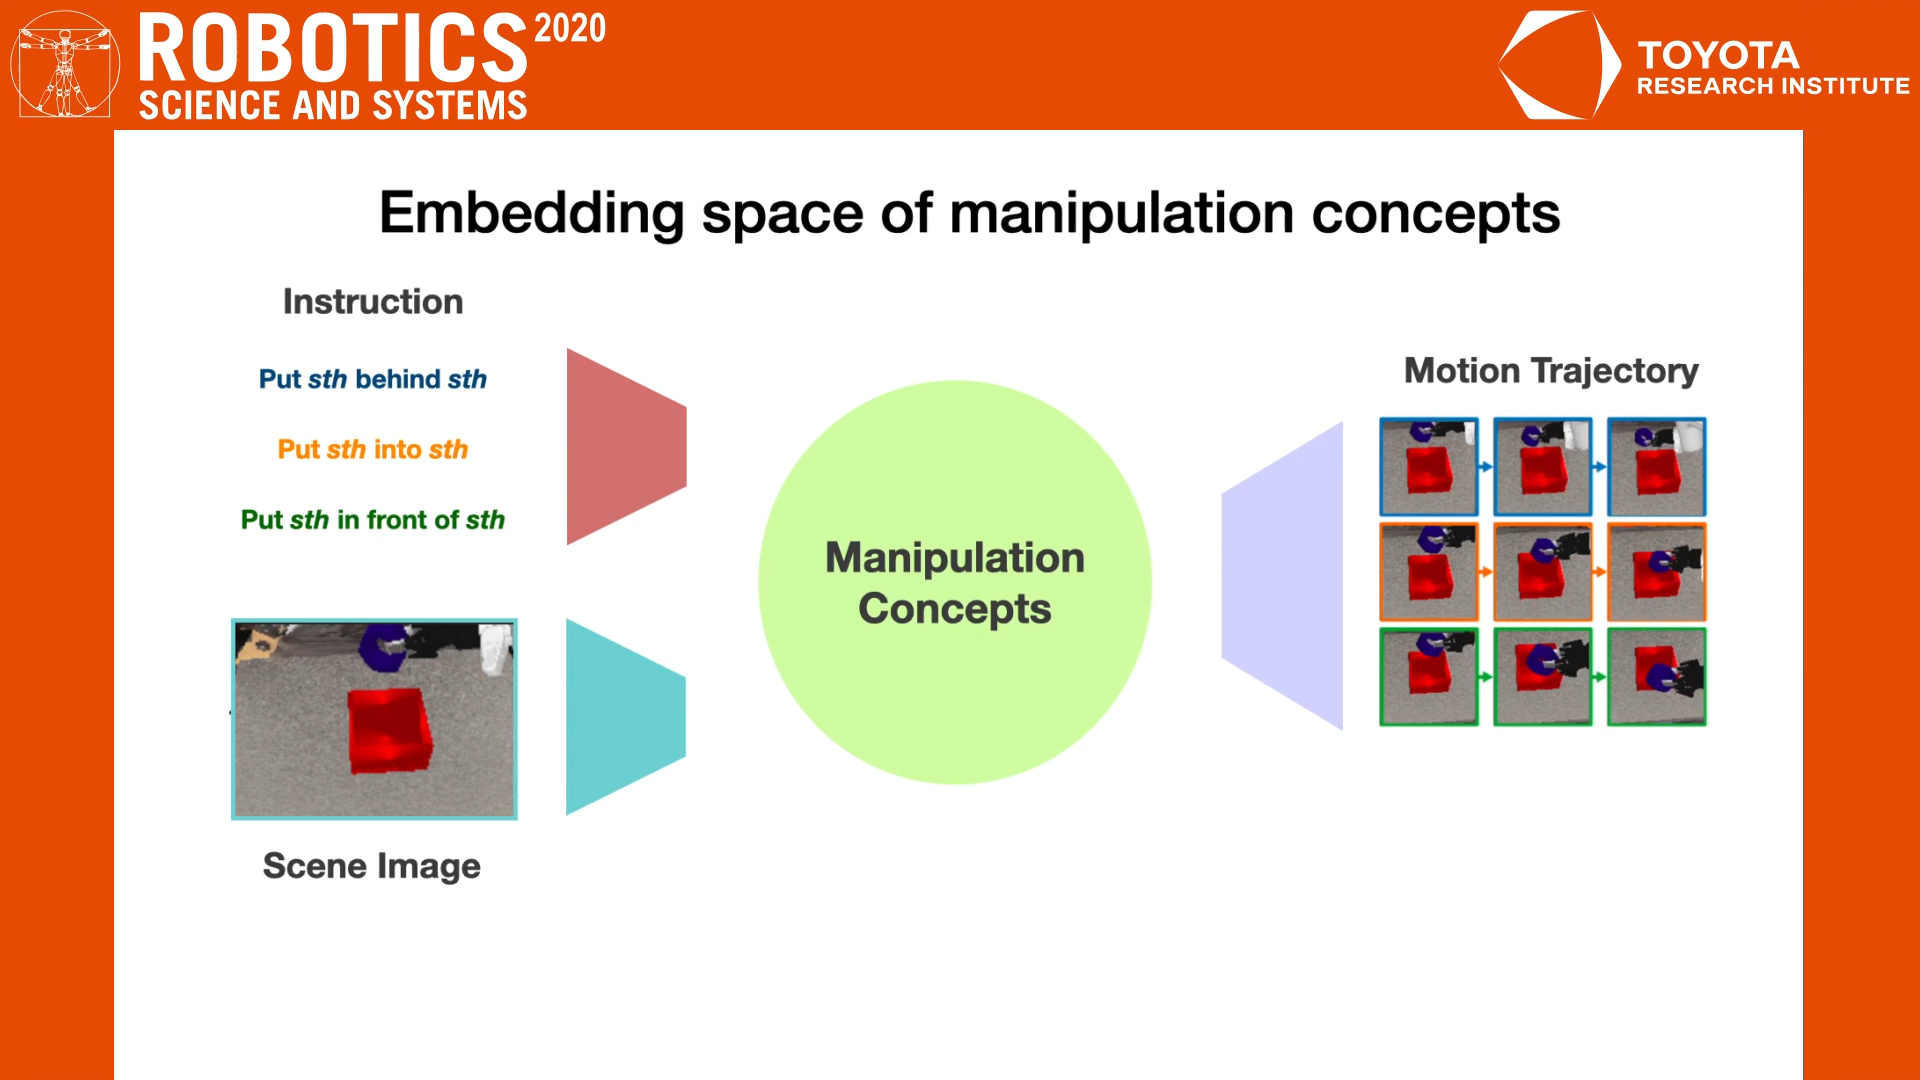 ROBOTICS 2020
SCIENCE AND SYSTEMS
TOYOTA
RESEARCH INSTITUTE
Embedding space of manipulation concepts
Instruction
Put sth behind sth
Put sth into sth
Put sth in front of sth
Scene Image
Manipulation
Concepts
Motion Trajectory